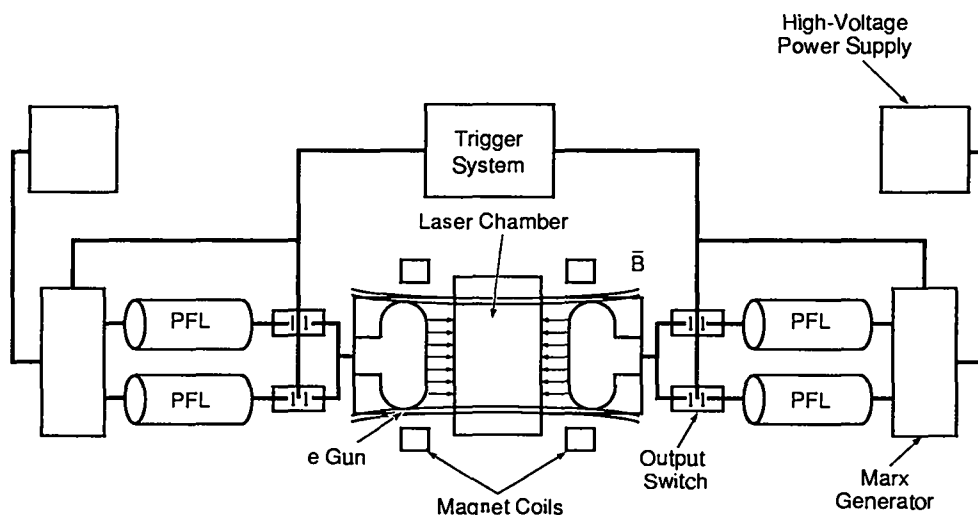 High-Voltage
Power Supply
Trigger
System
Laser Chamber
B̅
PFL
PFL
PFL
PFL
e Gun
Magnet Coils
Output
Switch
Marx
Generator